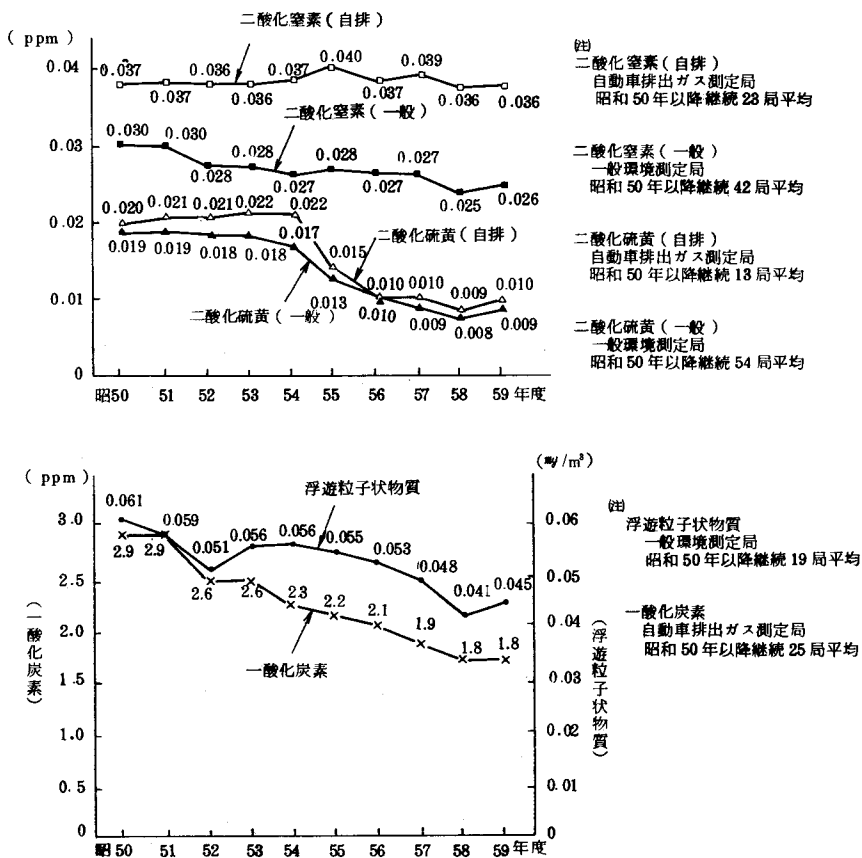 二酸化窒素(自排)
( ppm )
0.04
0.03
0.02
0.01
0
0.037 0.037 0.036 0.036 0.037 0.040 0.037 0.039 0.036 0.036
二酸化窒素(一般)
0.030 0.030 0.028 0.028 0.027 0.028 0.027 0.027 0.025 0.026
0.020 0.021 0.021 0.022 0.022 0.015 0.010 0.010 0.009 0.010
二酸化硫黄(自排)
0.019 0.019 0.018 0.018 0.017 0.013 0.010 0.009 0.008 0.009
二酸化硫黄(一般)
昭50 51 52 53 54 55 56 57 58 59 年度
(注)
二酸化窒素(自排)
自動車排出ガス測定局
昭和50年以降継続23局平均
二酸化窒素(一般)
一般環境測定局
昭和50年以降継続42局平均
二酸化硫黄(自排)
自動車排出ガス測定局
昭和50年以降継続13局平均
二酸化硫黄(一般)
一般環境測定局
昭和50年以降継続54局平均
( ppm )
3.0
2.5
2.0
1.5
1.0
0.5
0
(一酸化炭素)
浮遊粒子状物質
0.061 0.059 0.051 0.056 0.056 0.055 0.053 0.048 0.041 0.045
2.9 2.9 2.6 2.6 2.3 2.2 2.1 1.9 1.8 1.8
一酸化炭素
昭50 51 52 53 54 55 56 57 58 59 年度
(mg/m³)
0.06
0.05
0.04
0.03
0.02
0.01
0
(浮遊粒子状物質)
(注)
浮遊粒子状物質
一般環境測定局
昭和50年以降継続19局平均
一酸化炭素
自動車排出ガス測定局
昭和50年以降継続25局平均